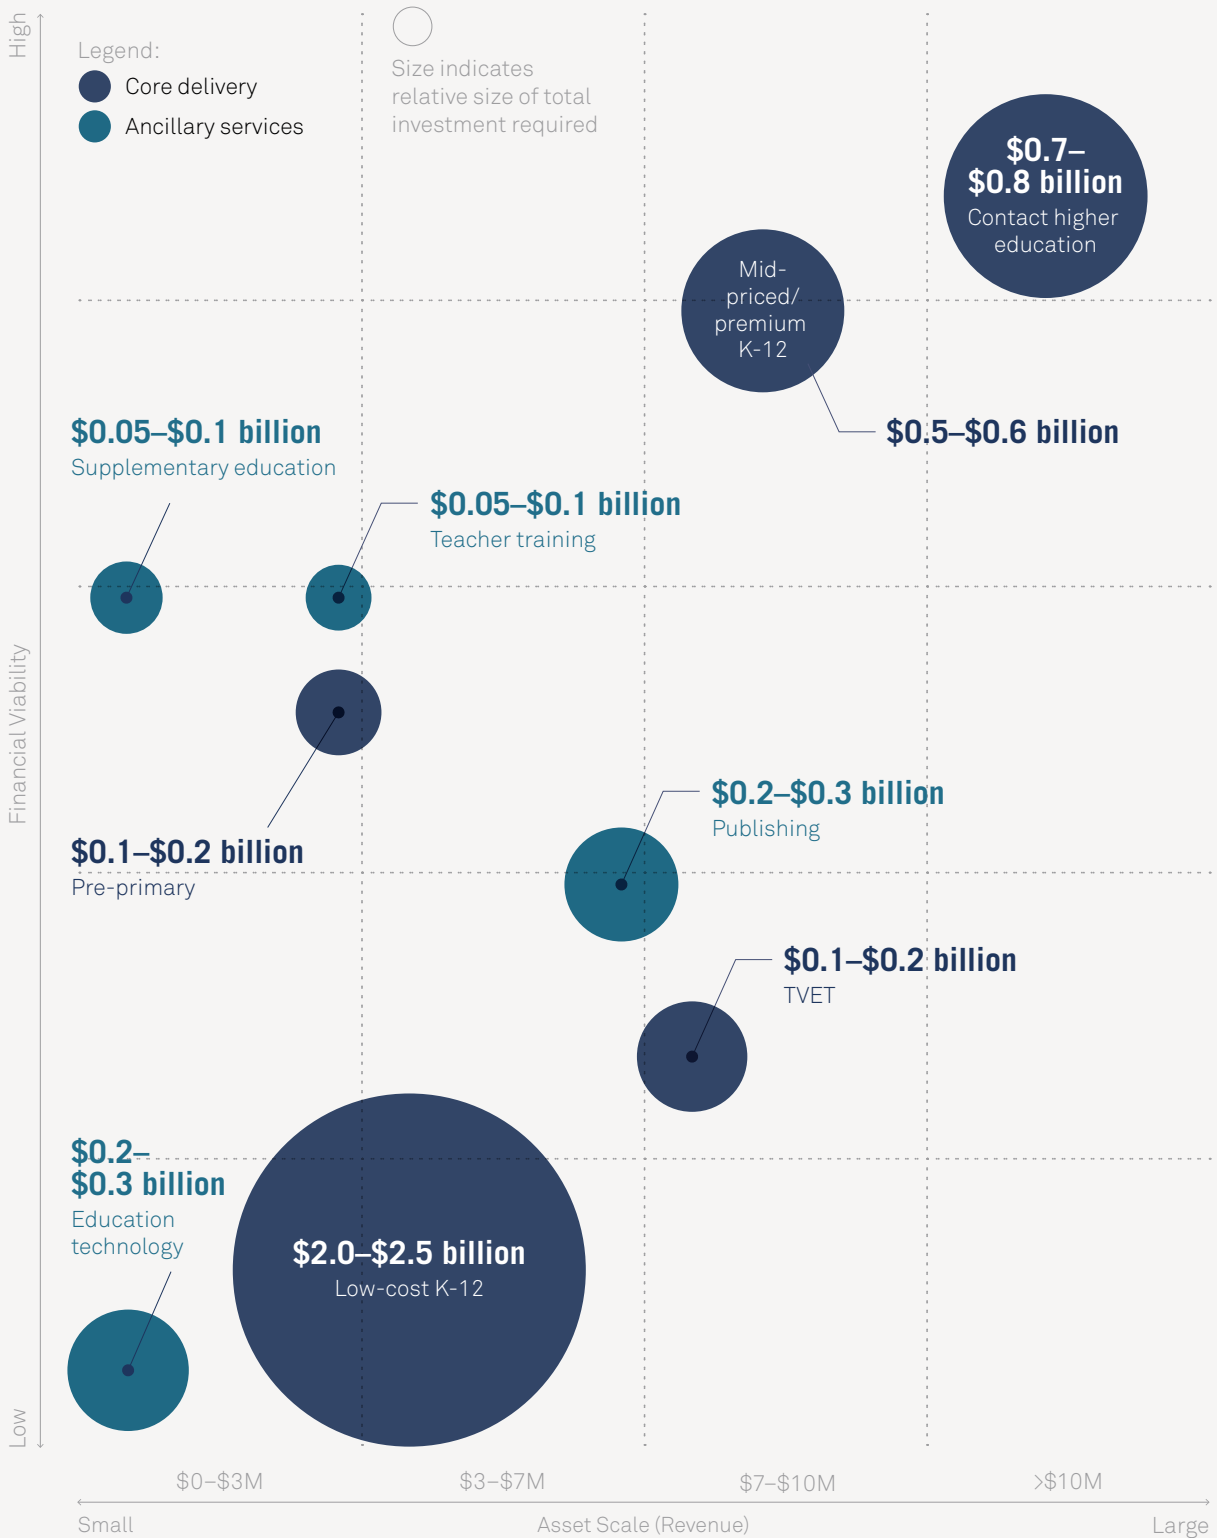 High
Legend:
Core delivery
Ancillary services
Size indicates
relative size of total
investment required
$0.7–
$0.8 billion
Contact higher
education
Mid-
priced/
premium
K-12
$0.5–$0.6 billion
$0.05–$0.1 billion
Supplementary education
$0.05–$0.1 billion
Teacher training
Financial Viability
$0.1–$0.2 billion
Pre-primary
$0.2–$0.3 billion
Publishing
$0.1–$0.2 billion
TVET
$0.2–
$0.3 billion
Education
technology
$2.0–$2.5 billion
Low-cost K-12
Low
$0–$3M
$3–$7M
$7–$10M
>$10M
Small
Asset Scale (Revenue)
Large